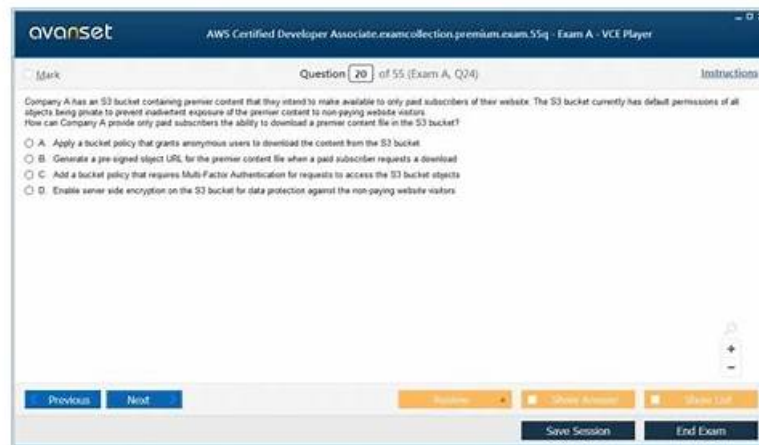 avanset
AWS Certified Developer Associate.examcollection.premium.exam.55q - Exam A - VCE Player
Mark
Question 20 of 55 (Exam A, Q24)
Instructions
Company A has an S3 bucket containing premier content that they intend to make available to only paid subscribers of their website. The S3 bucket currently has default permissions of all
objects being private to prevent inadvertent exposure of the premier content to non-paying website visitors.
How can Company A provide only paid subscribers the ability to download a premier content file in the S3 bucket?
A. Apply a bucket policy that grants anonymous users to download the content from the S3 bucket
B. Generate a pre-signed object URL for the premier content file when a paid subscriber requests a download
C. Add a bucket policy that requires Multi-Factor Authentication for requests to access the S3 bucket objects
D. Enable server side encryption on the S3 bucket for data protection against the non-paying website visitors
Previous
Next
Review
Show Answer
Show List
Save Session
End Exam